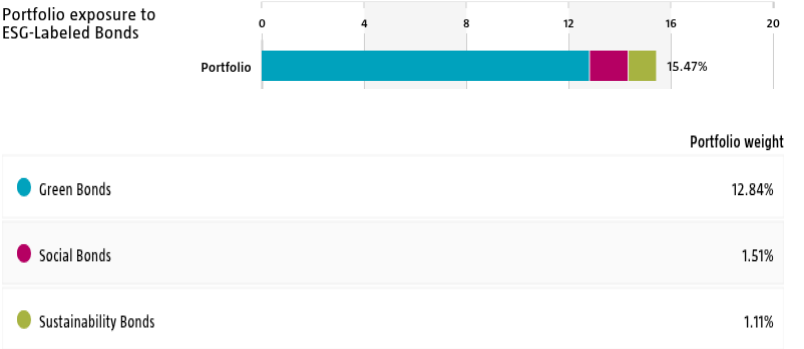 Portfolio exposure to
ESG-Labeled Bonds
0 4 8 12 16 20
Portfolio 15.47%
Portfolio weight
Green Bonds 12.84%
Social Bonds 1.51%
Sustainability Bonds 1.11%